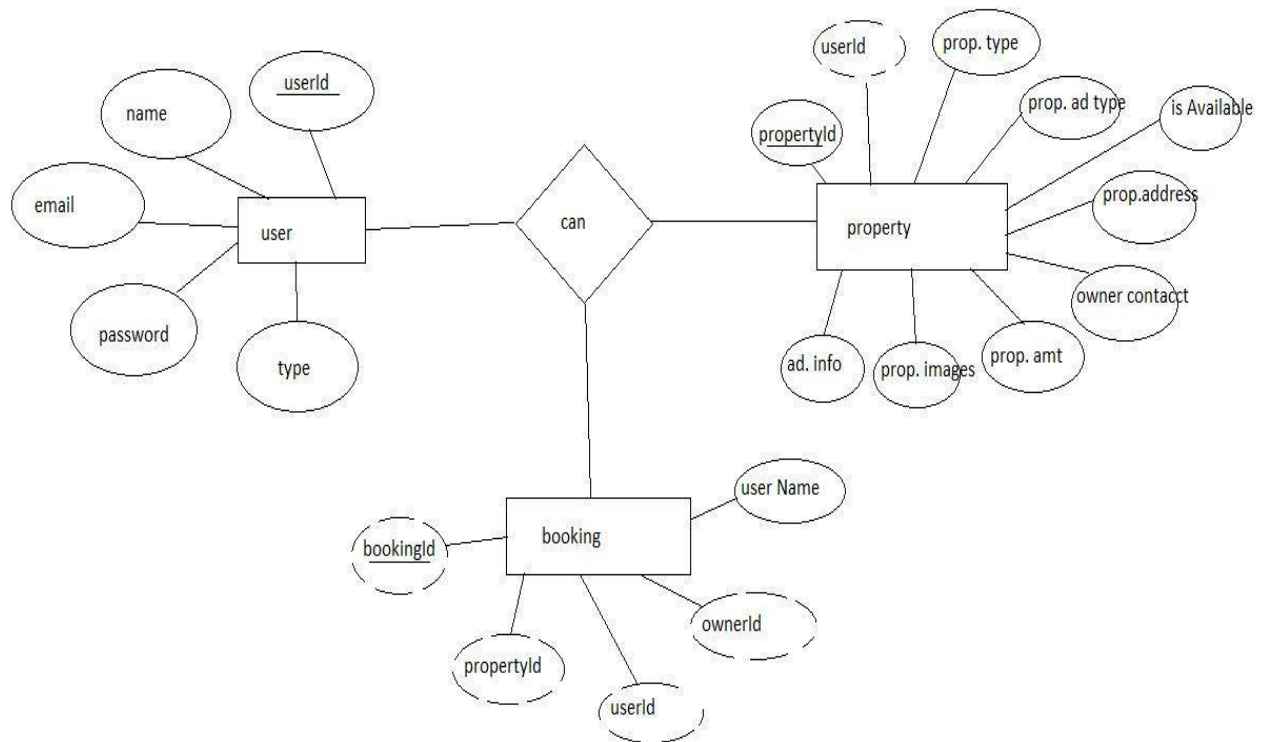 userId
prop. type
name
userId
propertyId
prop. ad type
is Available
email
user
can
property
prop.address
password
type
owner contacct
ad. info
prop. images
prop. amt
user Name
booking
bookingId
propertyId
userId
ownerId